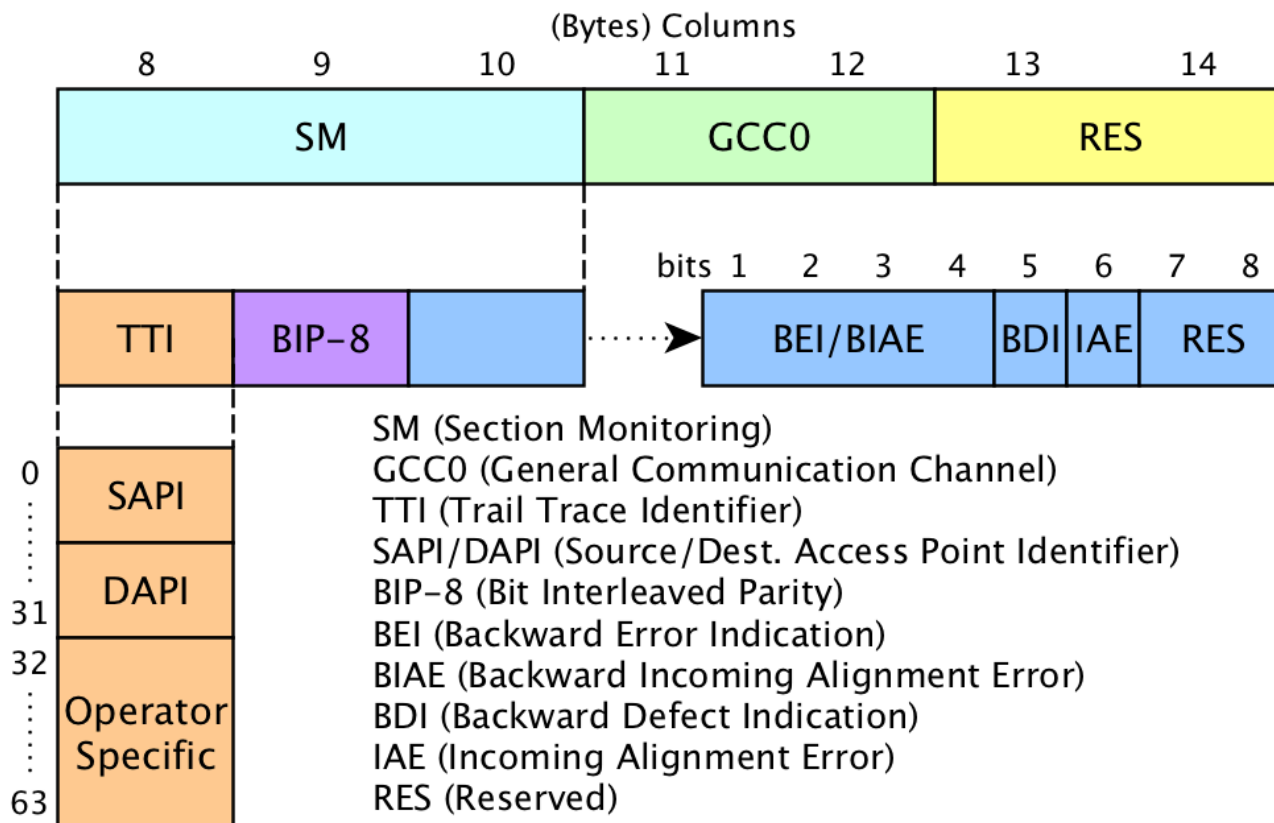 (Bytes) Columns
8 9 10 11 12 13 14
SM GCC0 RES
bits 1 2 3 4 5 6 7 8
TTI BIP-8 BEI/BIAE BDI IAE RES
SM (Section Monitoring)
0 GCC0 (General Communication Channel)
SAPI TTI (Trail Trace Identifier)
SAPI/DAPI (Source/Dest. Access Point Identifier)
DAPI BIP-8 (Bit Interleaved Parity)
31 BEI (Backward Error Indication)
32 BIAE (Backward Incoming Alignment Error)
Operator BDI (Backward Defect Indication)
Specific IAE (Incoming Alignment Error)
63 RES (Reserved)